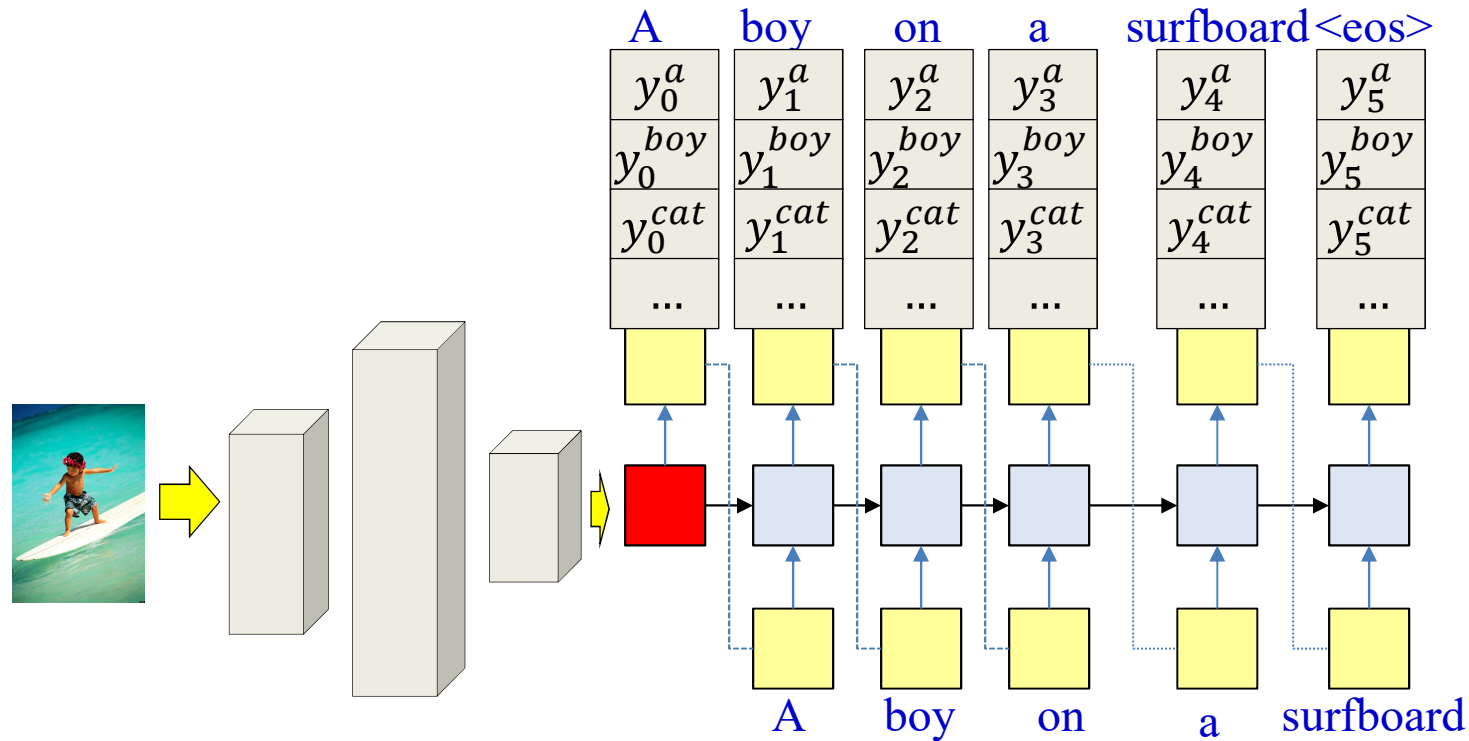 A boy on a surfboard <eos>
y_0^a y_1^a y_2^a y_3^a y_4^a y_5^a
y_0^boy y_1^boy y_2^boy y_3^boy y_4^boy y_5^boy
y_0^cat y_1^cat y_2^cat y_3^cat y_4^cat y_5^cat
... ... ... ... ... ...
A boy on a surfboard